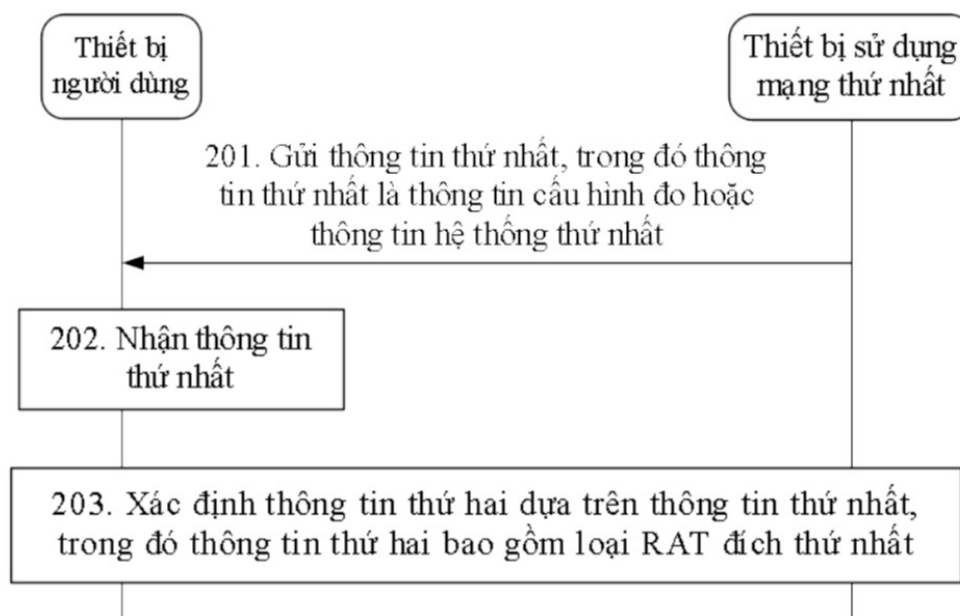 Thiết bị
người dùng
Thiết bị sử dụng
mạng thứ nhất
201. Gửi thông tin thứ nhất, trong đó thông
tin thứ nhất là thông tin cấu hình đo hoặc
thông tin hệ thống thứ nhất
202. Nhận thông tin
thứ nhất
203. Xác định thông tin thứ hai dựa trên thông tin thứ nhất,
trong đó thông tin thứ hai bao gồm loại RAT đích thứ nhất